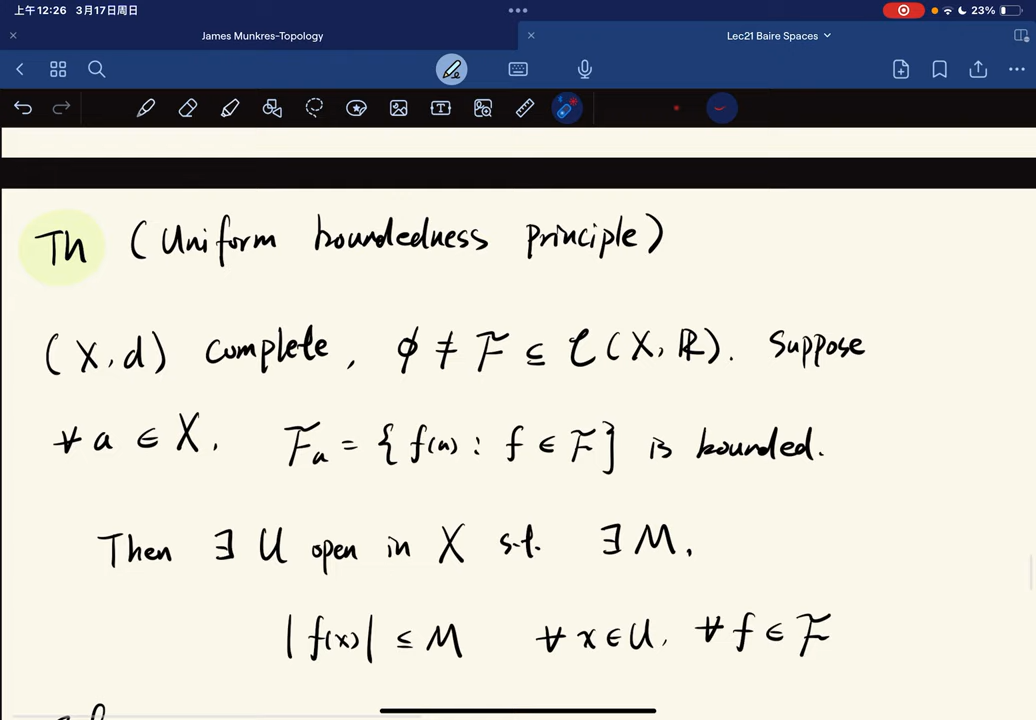 上午12:26 3月17日周日
23%
James Munkres-Topology
Lec21 Baire Spaces
Th (Uniform boundedness principle)
(X, d) complete, ∅ ≠ F ⊆ C(X, ℝ). Suppose
∀ a ∈ X, F_a = { f(a) : f ∈ F } is bounded.
Then ∃ U open in X s.t. ∃ M,
|f(x)| ≤ M ∀ x ∈ U, ∀ f ∈ F